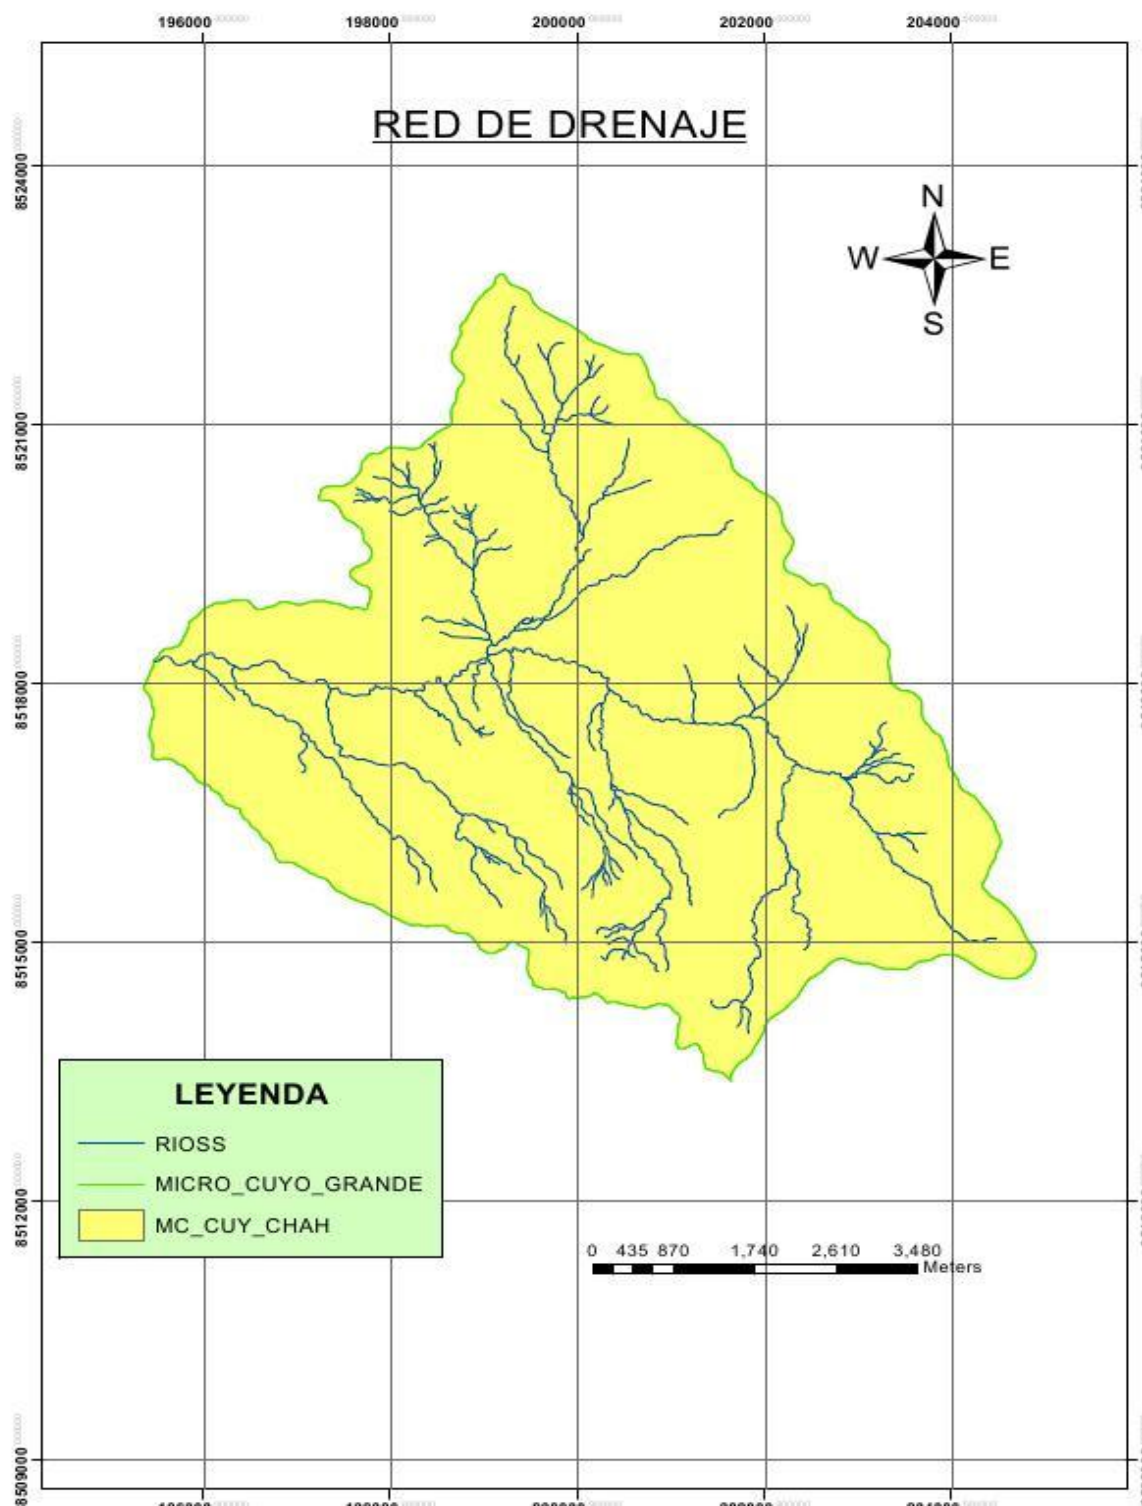 196000 198000 200000 202000 204000
RED DE DRENAJE
8524000
N
W E
S
8521000
8518000
8515000
LEYENDA
RIOSS
MICRO_CUYO_GRANDE
MC_CUY_CHAH
8512000
0 435 870 1,740 2,610 3,480
Meters
8509000